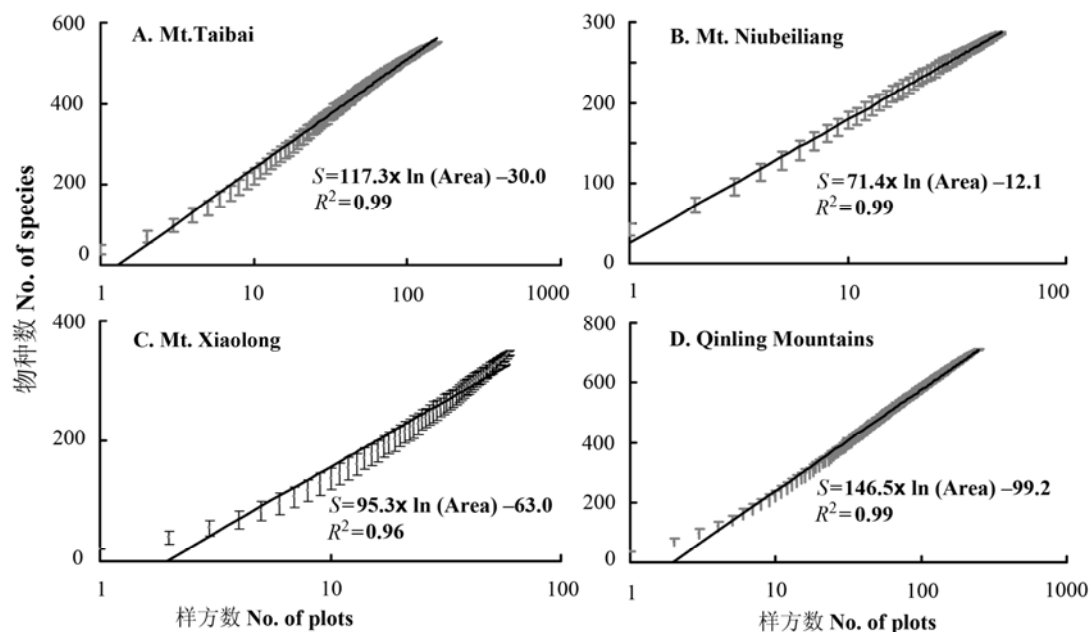 600
400
200
0
1
10
100
1000
A. Mt.Taibai
S=117.3x ln (Area) –30.0
R²=0.99
300
200
100
0
1
10
100
B. Mt. Niubeiliang
S=71.4x ln (Area) –12.1
R²=0.99
物种数 No. of species
400
200
0
1
10
100
C. Mt. Xiaolong
S=95.3x ln (Area) –63.0
R²=0.96
样方数 No. of plots
800
600
400
200
0
1
10
100
1000
D. Qinling Mountains
S=146.5x ln (Area) –99.2
R²=0.99
样方数 No. of plots